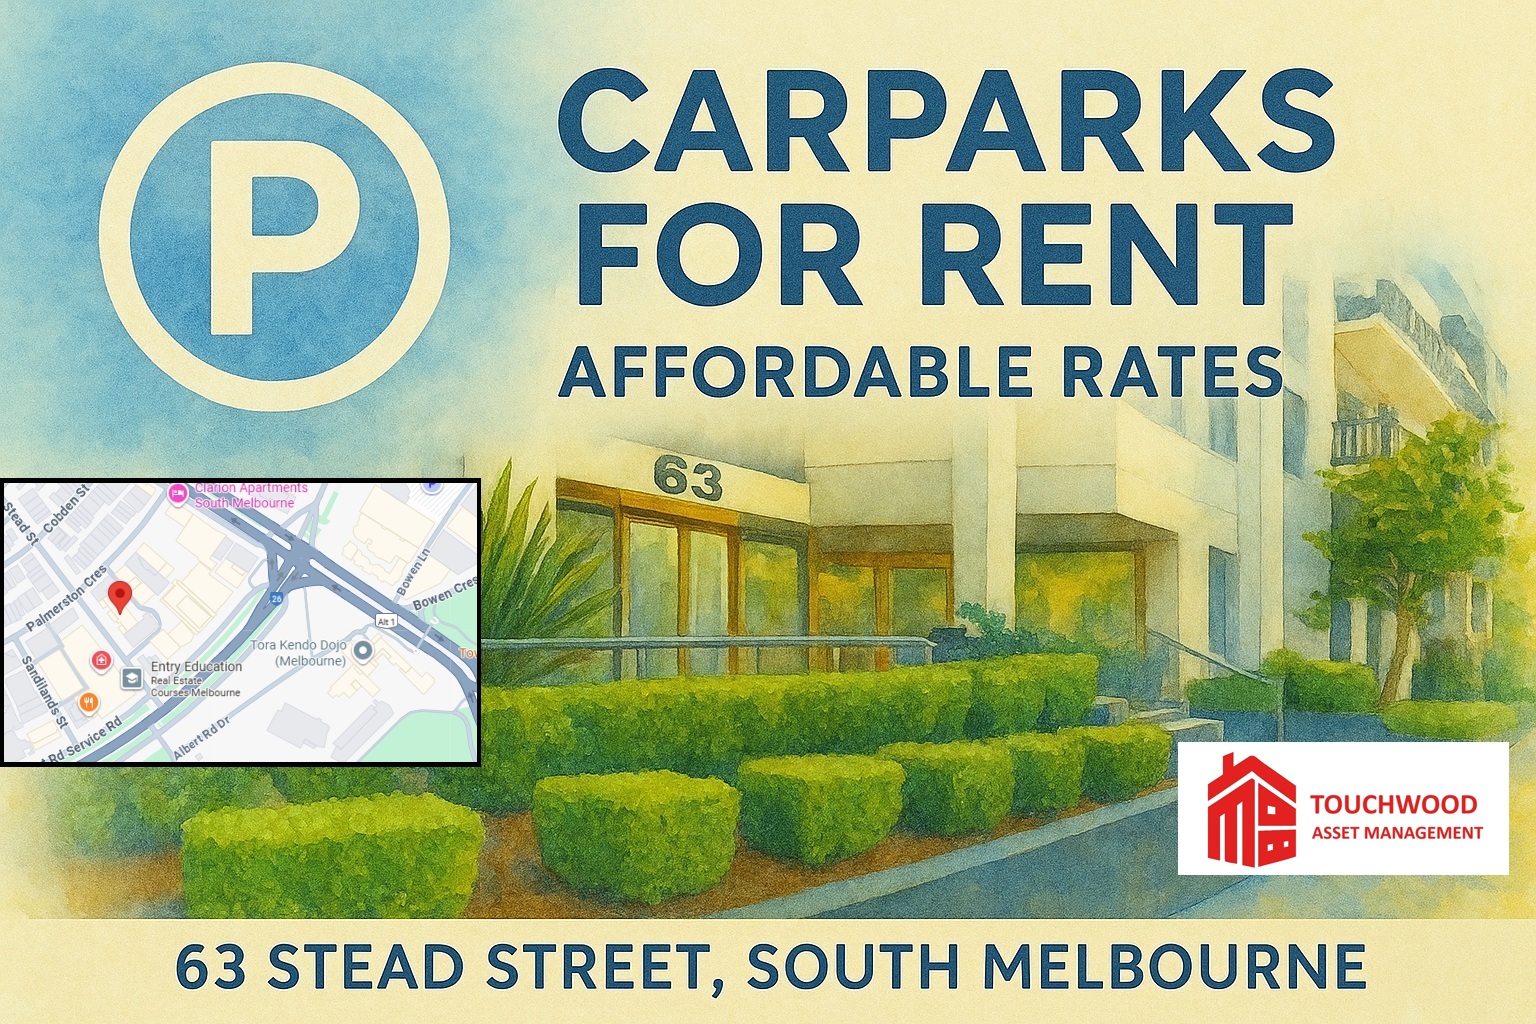 P
CARPARKS
FOR RENT
AFFORDABLE RATES
63
Clarion Apartments
South Melbourne
Stead St
Cobden St
Palmerston Cres
Bowen Ln
Bowen Cres
26
Alt 1
Tora Kendo Dojo
(Melbourne)
Entry Education
Real Estate
Courses Melbourne
Sandilands St
Rd Service Rd
Albert Rd Dr
TOUCHWOOD
ASSET MANAGEMENT
63 STEAD STREET, SOUTH MELBOURNE